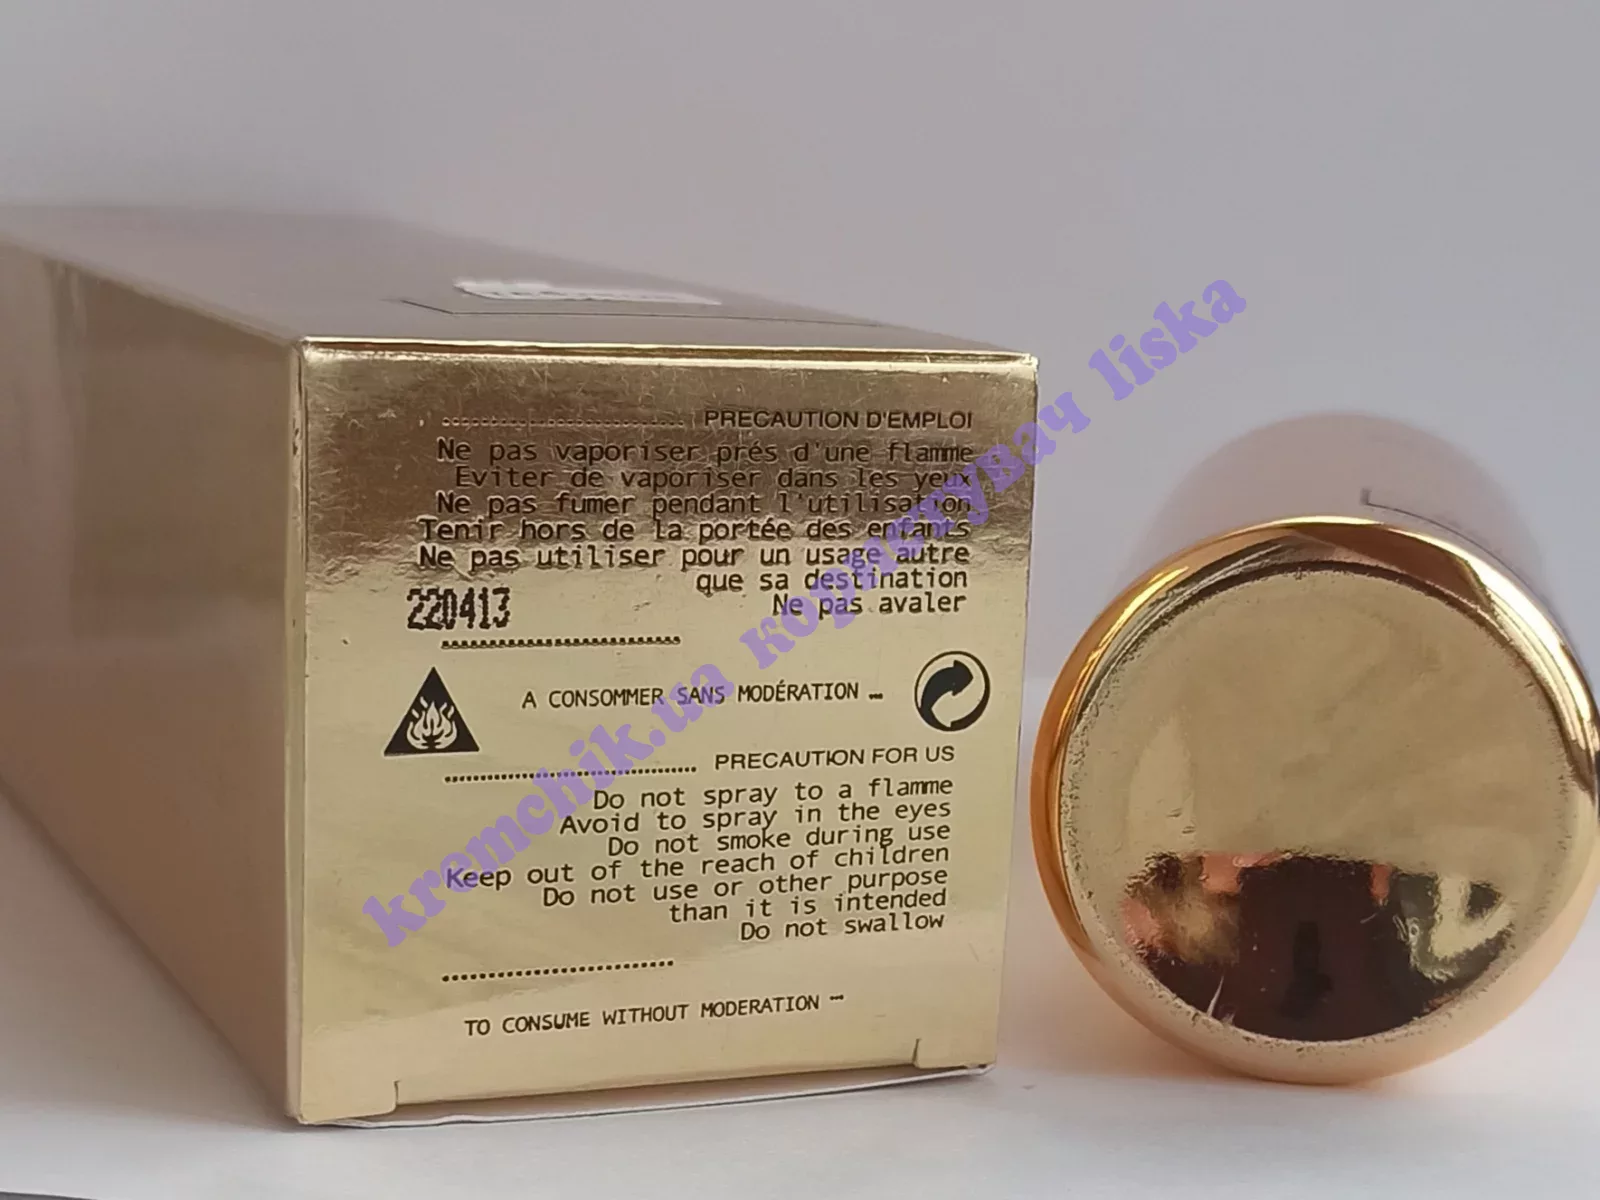 PRECAUTION D'EMPLOI
Ne pas vaporiser prés d'une flamme
Eviter de vaporiser dans les yeux
Ne pas fumer pendant l'utilisation
Tenir hors de la portée des enfants
Ne pas utiliser pour un usage autre
que sa destination
Ne pas avaler
220413
A CONSOMMER SANS MODÉRATION ...
PRECAUTION FOR US
Do not spray to a flamme
Avoid to spray in the eyes
Do not smoke during use
Keep out of the reach of children
Do not use or other purpose
than it is intended
Do not swallow
TO CONSUME WITHOUT MODERATION ...
kremchik.ua користувач liska